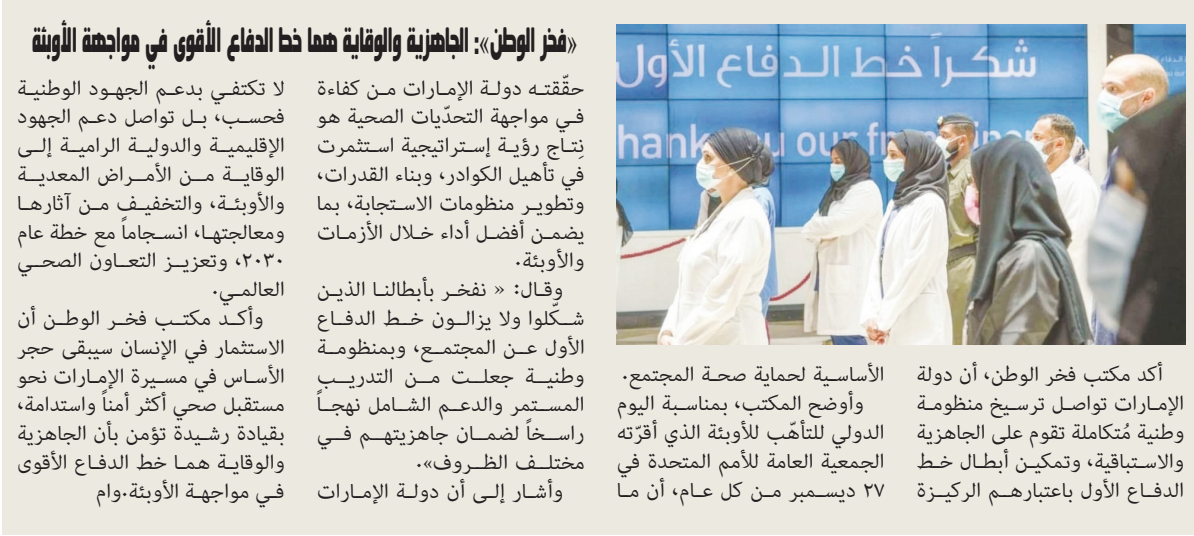 «فخر الوطن»: الجاهزية والوقاية هما خط الدفاع الأقوى في مواجهة الأوبئة
شكراً خط الدفاع الأول
hank you our fr
أكد مكتب فخر الوطن، أن دولة
الإمارات تواصل ترسيخ منظومة
وطنية مُتكاملة تقوم على الجاهزية
والاستباقية، وتمكين أبطال خط
الدفاع الأول باعتبارهم الركيزة
الأساسية لحماية صحة المجتمع.
وأوضح المكتب، بمناسبة اليوم
الدولي للتأهّب للأوبئة الذي أقرّته
الجمعية العامة للأمم المتحدة في
٢٧ ديسمبر من كل عام، أن ما
حقّقته دولة الإمارات من كفاءة
في مواجهة التحدّيات الصحية هو
نِتاج رؤية إستراتيجية استثمرت
في تأهيل الكوادر، وبناء القدرات،
وتطوير منظومات الاستجابة، بما
يضمن أفضل أداء خلال الأزمات
والأوبئة.
وقال: « نفخر بأبطالنا الذين
شكّلوا ولا يزالون خط الدفاع
الأول عن المجتمع، وبمنظومة
وطنية جعلت من التدريب
المستمر والدعم الشامل نهجاً
راسخاً لضمان جاهزيتهم في
مختلف الظروف».
وأشار إلى أن دولة الإمارات
لا تكتفي بدعم الجهود الوطنية
فحسب، بل تواصل دعم الجهود
الإقليمية والدولية الرامية إلى
الوقاية من الأمراض المعدية
والأوبئة، والتخفيف من آثارها
ومعالجتها، انسجاماً مع خطة عام
٢٠٣٠، وتعزيز التعاون الصحي
العالمي.
وأكد مكتب فخر الوطن أن
الاستثمار في الإنسان سيبقى حجر
الأساس في مسيرة الإمارات نحو
مستقبل صحي أكثر أمناً واستدامة،
بقيادة رشيدة تؤمن بأن الجاهزية
والوقاية هما خط الدفاع الأقوى
في مواجهة الأوبئة.وام